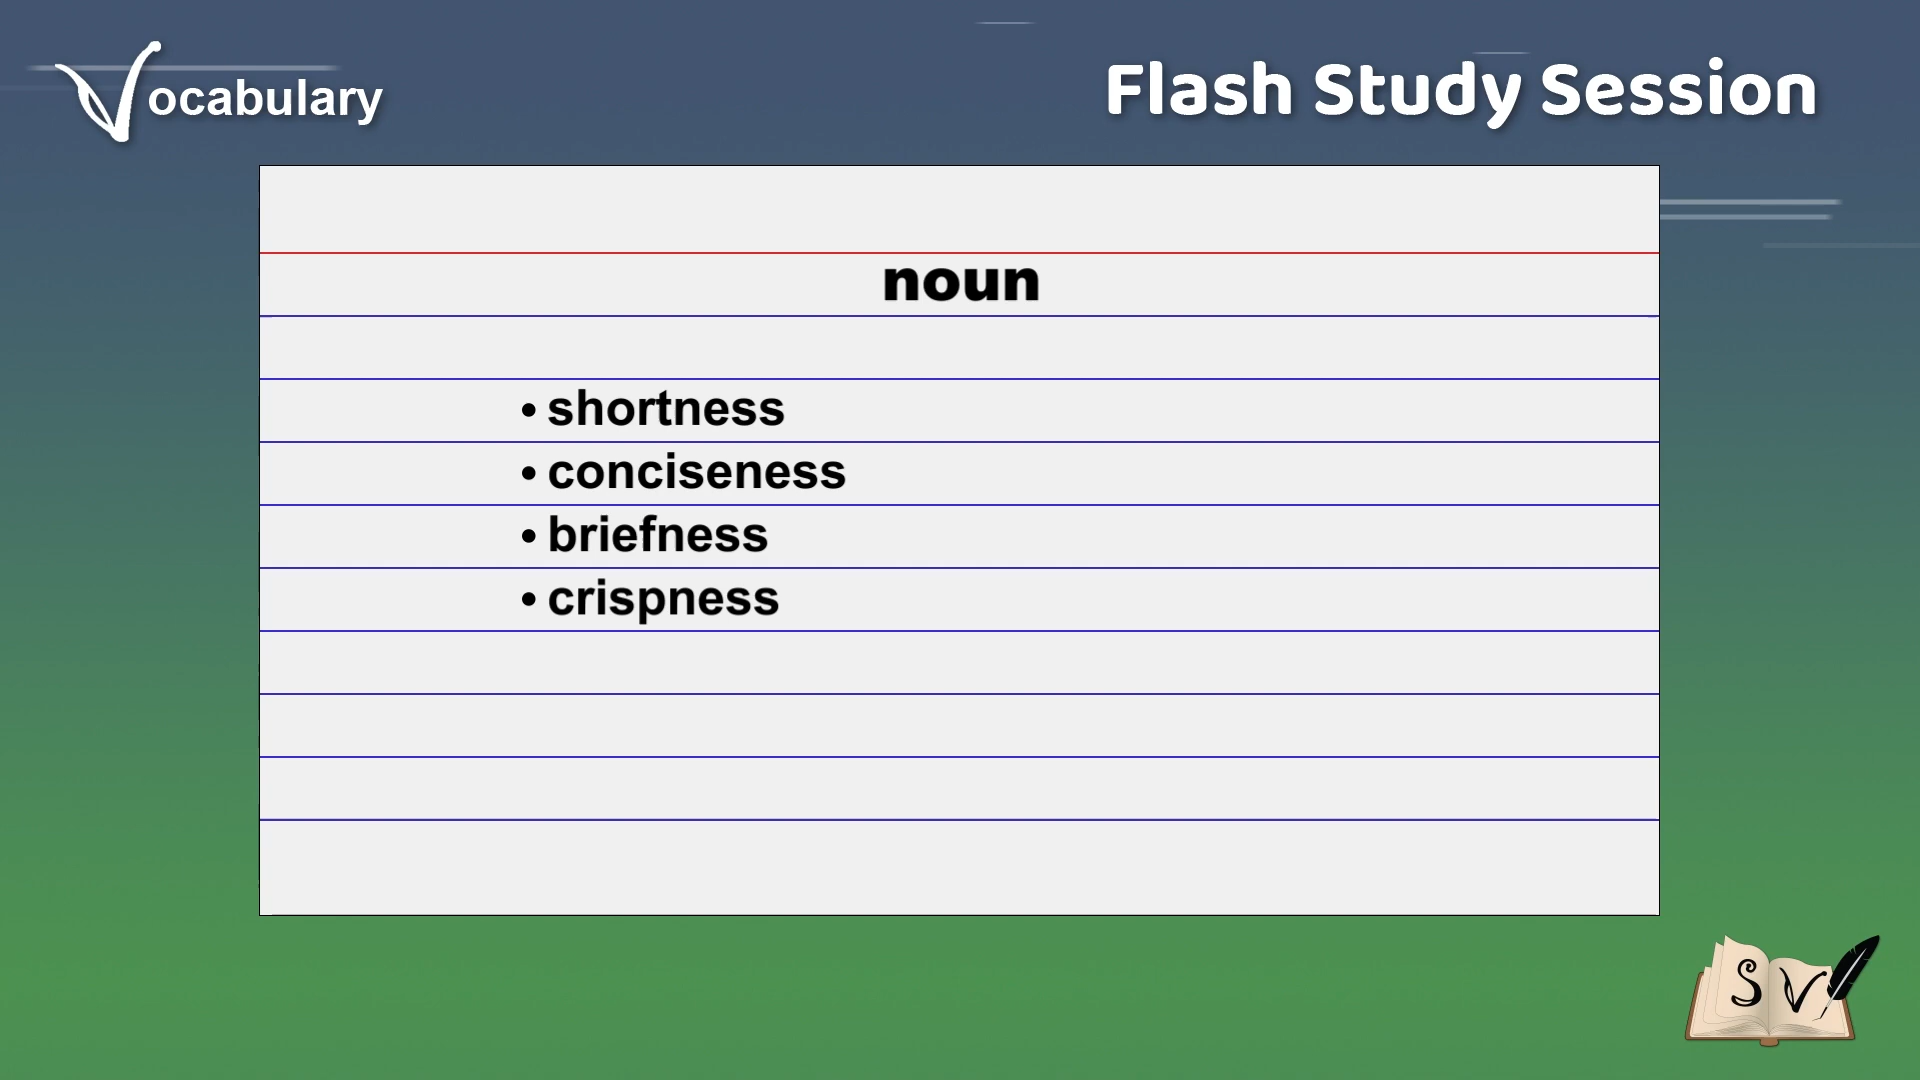 Vocabulary
Flash Study Session
noun
• shortness
• conciseness
• briefness
• crispness
SV